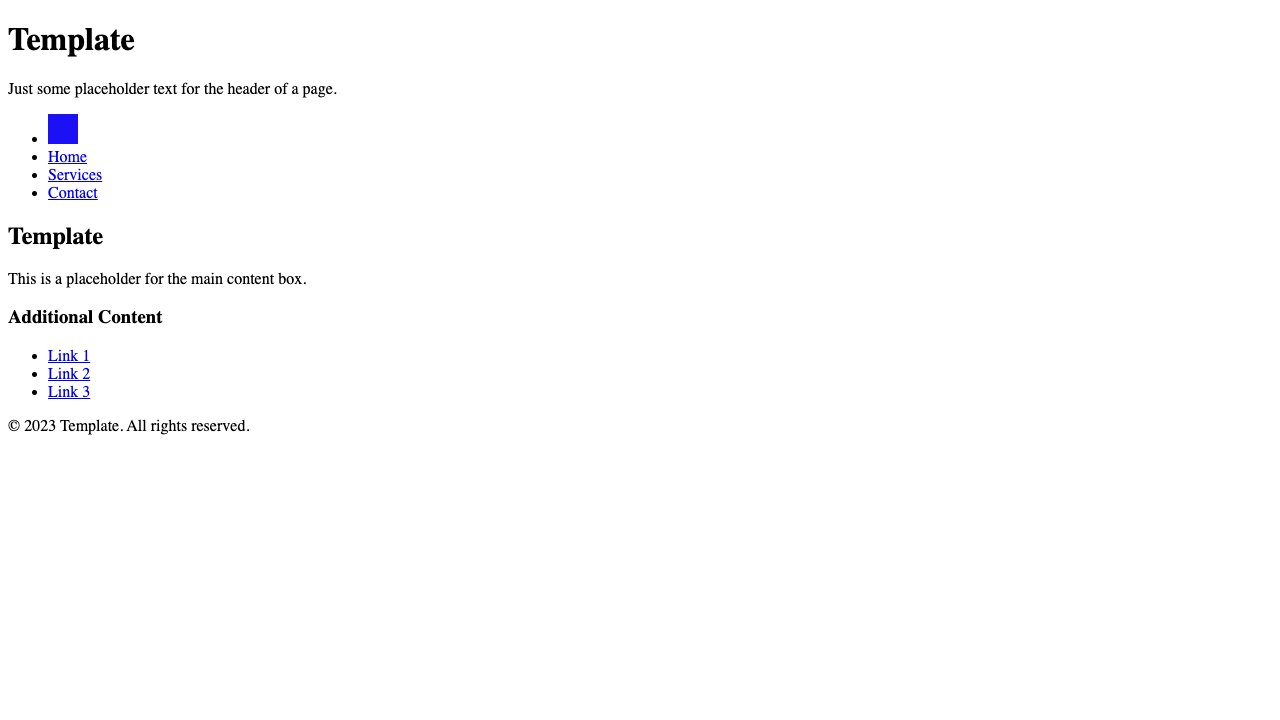 Template
Just some placeholder text for the header of a page.
Home
Services
Contact
Template
This is a placeholder for the main content box.
Additional Content
Link 1
Link 2
Link 3
© 2023 Template. All rights reserved.